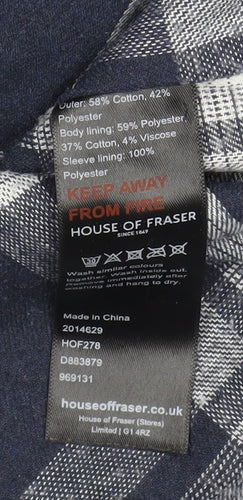 Outer: 58% Cotton, 42%
Polyester
Body lining: 59% Polyester,
37% Cotton, 4% Viscose
Sleeve lining: 100%
Polyester
KEEP AWAY
FROM FIRE
HOUSE OF FRASER
SINCE 1849
Wash similar colours
together. Wash inside out.
Remove immediately after
washing and hang to dry.
Made in China
2014629
HOF278
D883879
969131
houseoffraser.co.uk
House of Fraser (Stores)
Limited | G1 4RZ